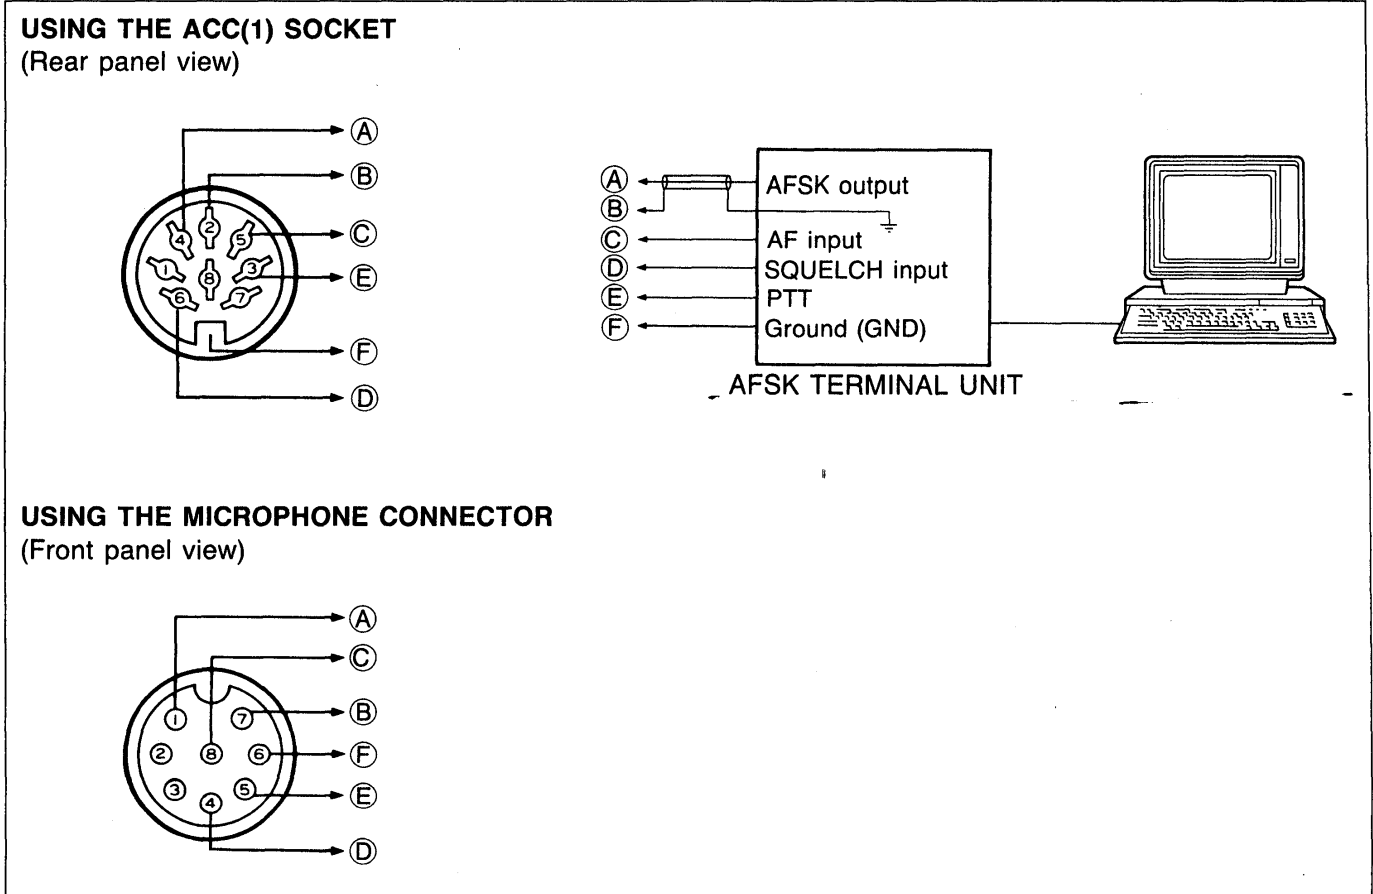 USING THE ACC(1) SOCKET
(Rear panel view)
A
B
C
E
F
D
4
2
5
1
8
3
6
7
A
B
C
D
E
F
AFSK output
AF input
SQUELCH input
PTT
Ground (GND)
AFSK TERMINAL UNIT
USING THE MICROPHONE CONNECTOR
(Front panel view)
A
C
B
F
E
D
1
7
2
8
6
3
4
5